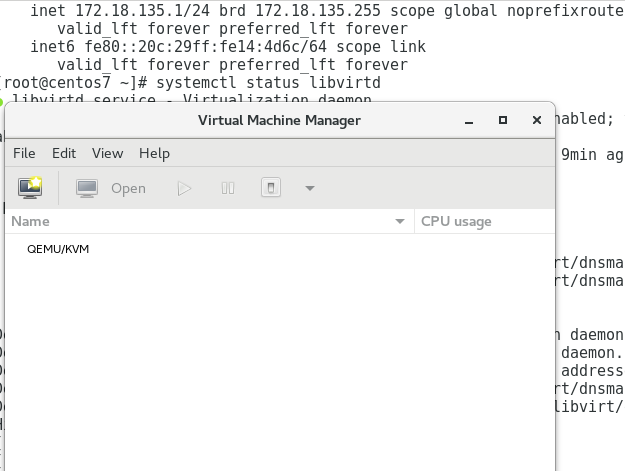 inet 172.18.135.1/24 brd 172.18.135.255 scope global noprefixroute
valid_lft forever preferred_lft forever
inet6 fe80::20c:29ff:fe14:4d6c/64 scope link
valid_lft forever preferred_lft forever
[root@centos7 ~]# systemctl status libvirtd
libvirtd.service - Virtualization daemon
Virtual Machine Manager
nabled;
File Edit View Help
9min ag
Open
Name CPU usage
QEMU/KVM
rt/dnsma
rt/dnsma
daemon
daemon.
address
rt/dnsma
libvirt/